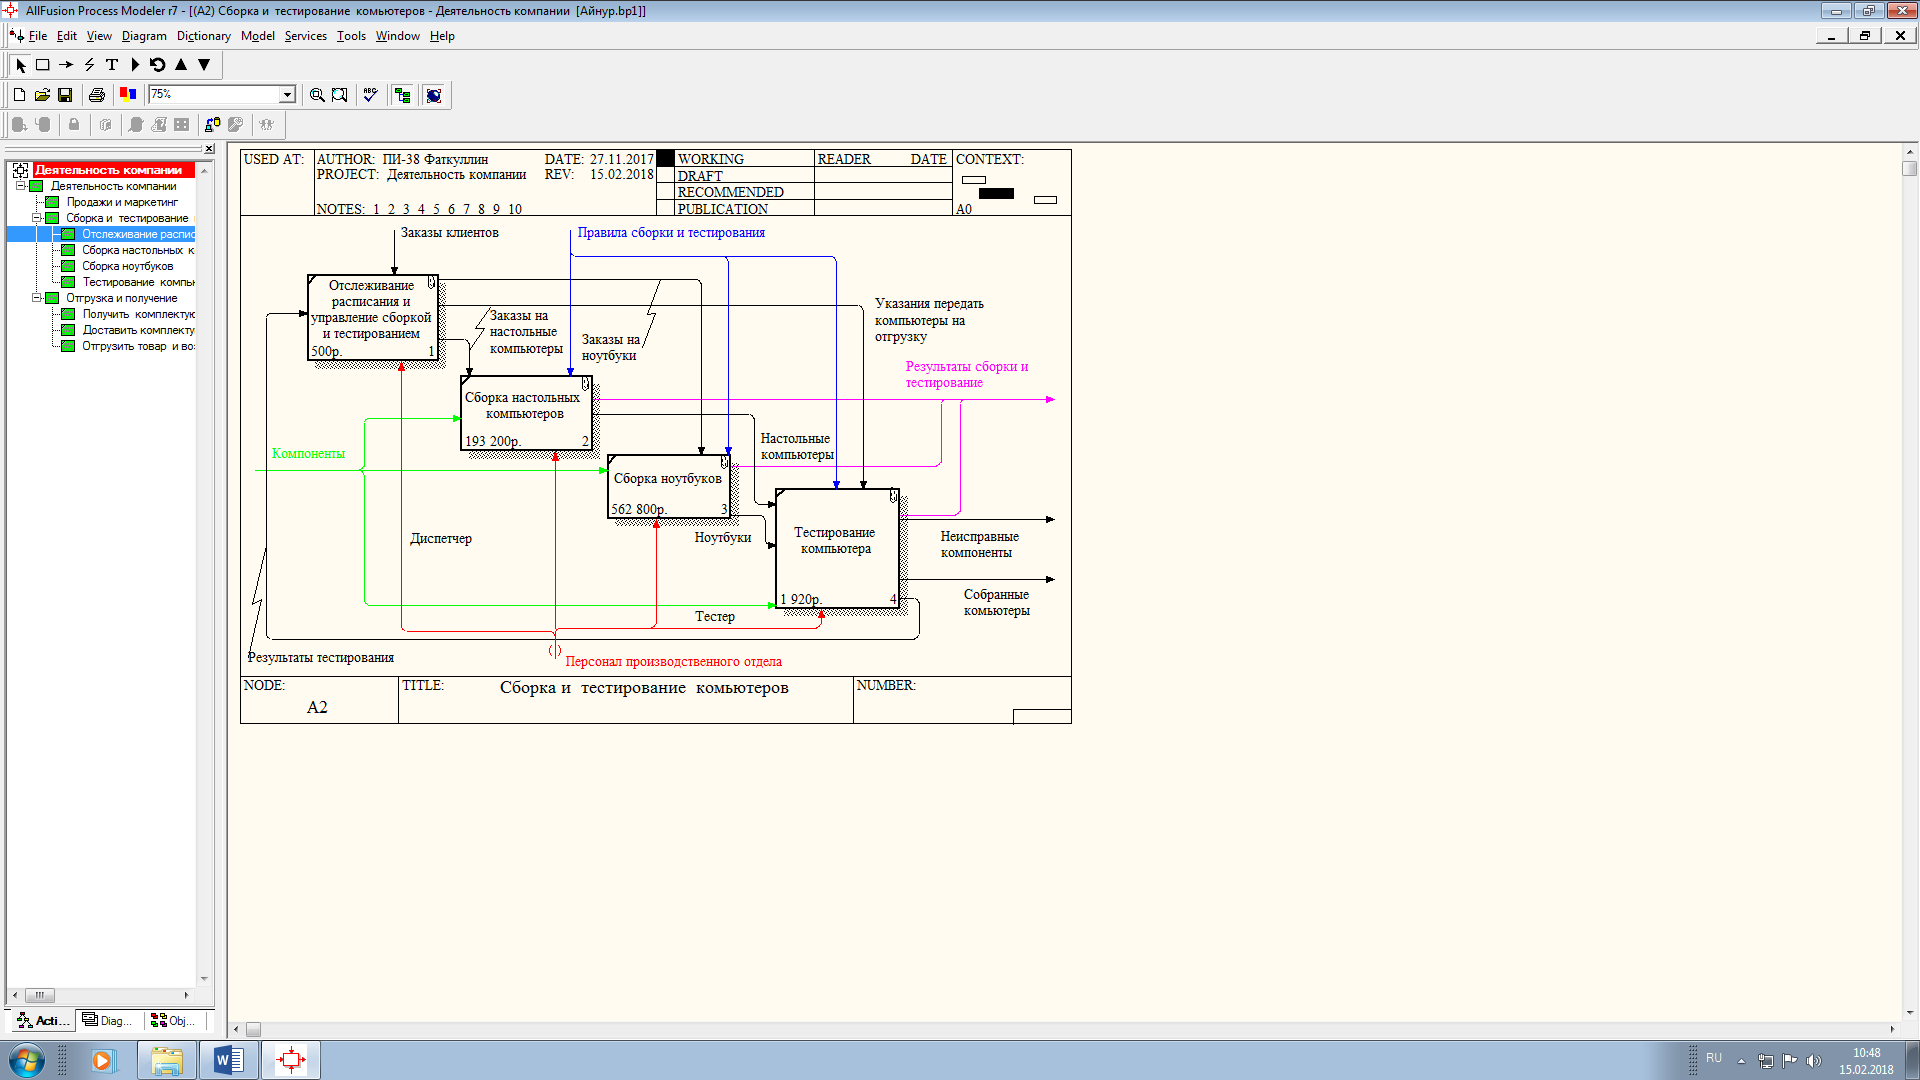 AllFusion Process Modeler r7 - [(A2) Сборка и  тестирование  комьютеров - Деятельность компании  [Айнур.bp1]]
File Edit View Diagram Dictionary Model Services Tools Window Help
75%
Деятельность компании
Деятельность компании
Продажи и маркетинг
Сборка и  тестирование
Отслеживание распис
Сборка настольных  к
Сборка ноутбуков
Тестирование  компь
Отгрузка и получение
Получить  комплектую
Доставить комплекту
Отгрузить товар  и воз
Acti...
Diag...
Obj...
USED AT:
AUTHOR:  ПИ-38 Фаткуллин
DATE: 27.11.2017
PROJECT:  Деятельность компании
REV: 15.02.2018
NOTES:  1  2  3  4  5  6  7  8  9  10
WORKING
DRAFT
RECOMMENDED
PUBLICATION
READER DATE
CONTEXT:
A0
Заказы клиентов
Правила сборки и тестирования
Отслеживание
расписания и
управление сборкой
и тестированием
500р. 1
Заказы на
настольные
компьютеры
Заказы на
ноутбуки
Указания передать
компьютеры на
отгрузку
Результаты сборки и
тестирование
Сборка настольных
компьютеров
193 200р. 2
Компоненты
Настольные
компьютеры
Сборка ноутбуков
562 800р. 3
Ноутбуки
Диспетчер
Тестирование
компьютера
1 920р. 4
Неисправные
компоненты
Собранные
комьютеры
Тестер
Результаты тестирования
Персонал производственного отдела
NODE:
A2
TITLE:
Сборка и  тестирование  комьютеров
NUMBER:
RU
10:48
15.02.2018